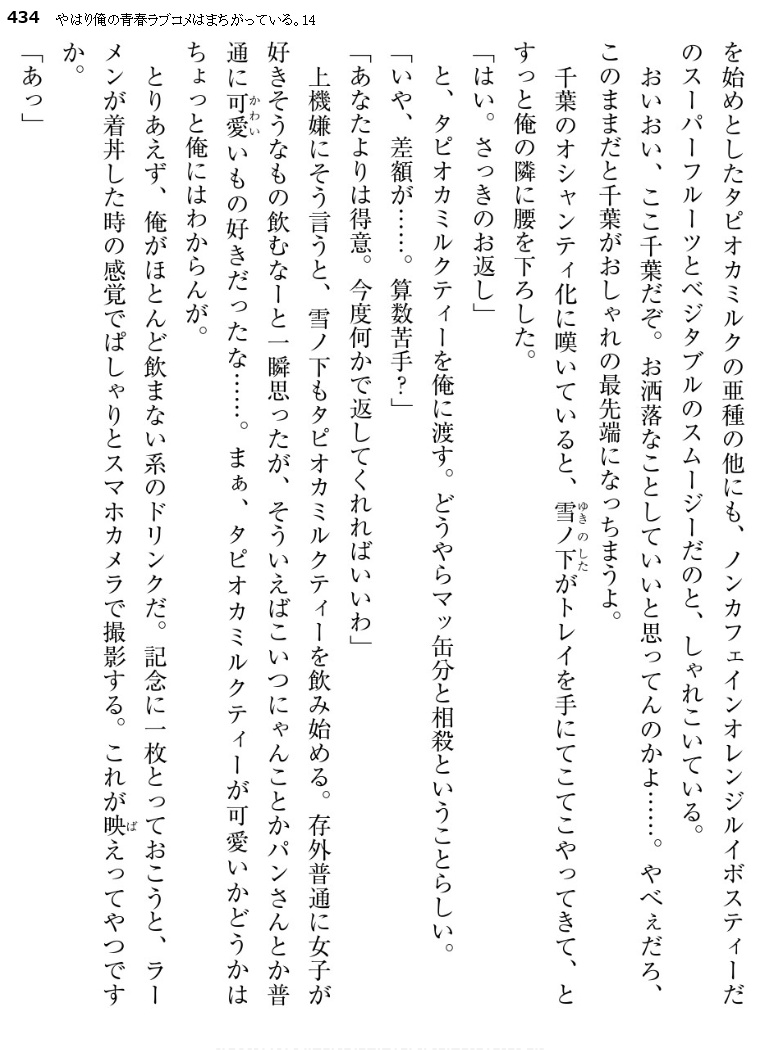 434 やはり俺の青春ラブコメはまちがっている。14
を始めとしたタピオカミルクの亜種の他にも、ノンカフェインオレンジルイボスティーだ
のスーパーフルーツとベジタブルのスムージーだのと、しゃれこいている。
おいおい、ここ千葉だぞ。お洒落なことしていいと思ってんのかよ……。やべぇだろ、
このままだと千葉がおしゃれの最先端になっちまうよ。
千葉のオシャンティ化に嘆いていると、雪ノ下がトレイを手にてこてこやってきて、と
すっと俺の隣に腰を下ろした。
「はい。さっきのお返し」
と、タピオカミルクティーを俺に渡す。どうやらマッ缶分と相殺ということらしい。
「いや、差額が……。算数苦手?」
「あなたよりは得意。今度何かで返してくれればいいわ」
上機嫌にそう言うと、雪ノ下もタピオカミルクティーを飲み始める。存外普通に女子が
好きそうなもの飲むなーと一瞬思ったが、そういえばこいつにゃんことかパンさんとか普
通に可愛いもの好きだったな……。まぁ、タピオカミルクティーが可愛いかどうかは
ちょっと俺にはわからんが。
とりあえず、俺がほとんど飲まない系のドリンクだ。記念に一枚とっておこうと、ラー
メンが着丼した時の感覚でぱしゃりとスマホカメラで撮影する。これが映えってやつです
か。
「あっ」